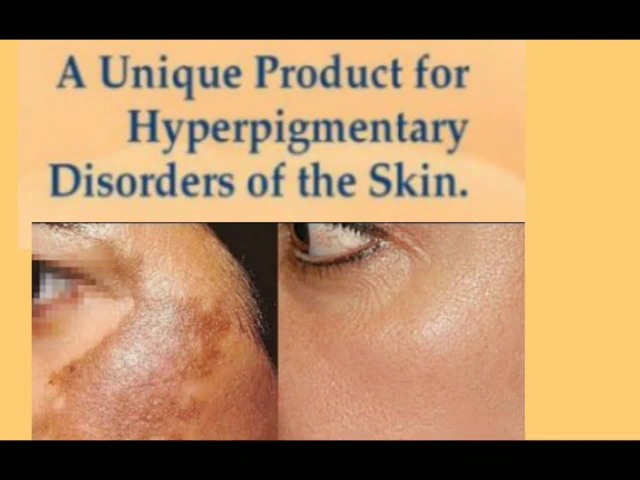 A Unique Product for
Hyperpigmentary
Disorders of the Skin.